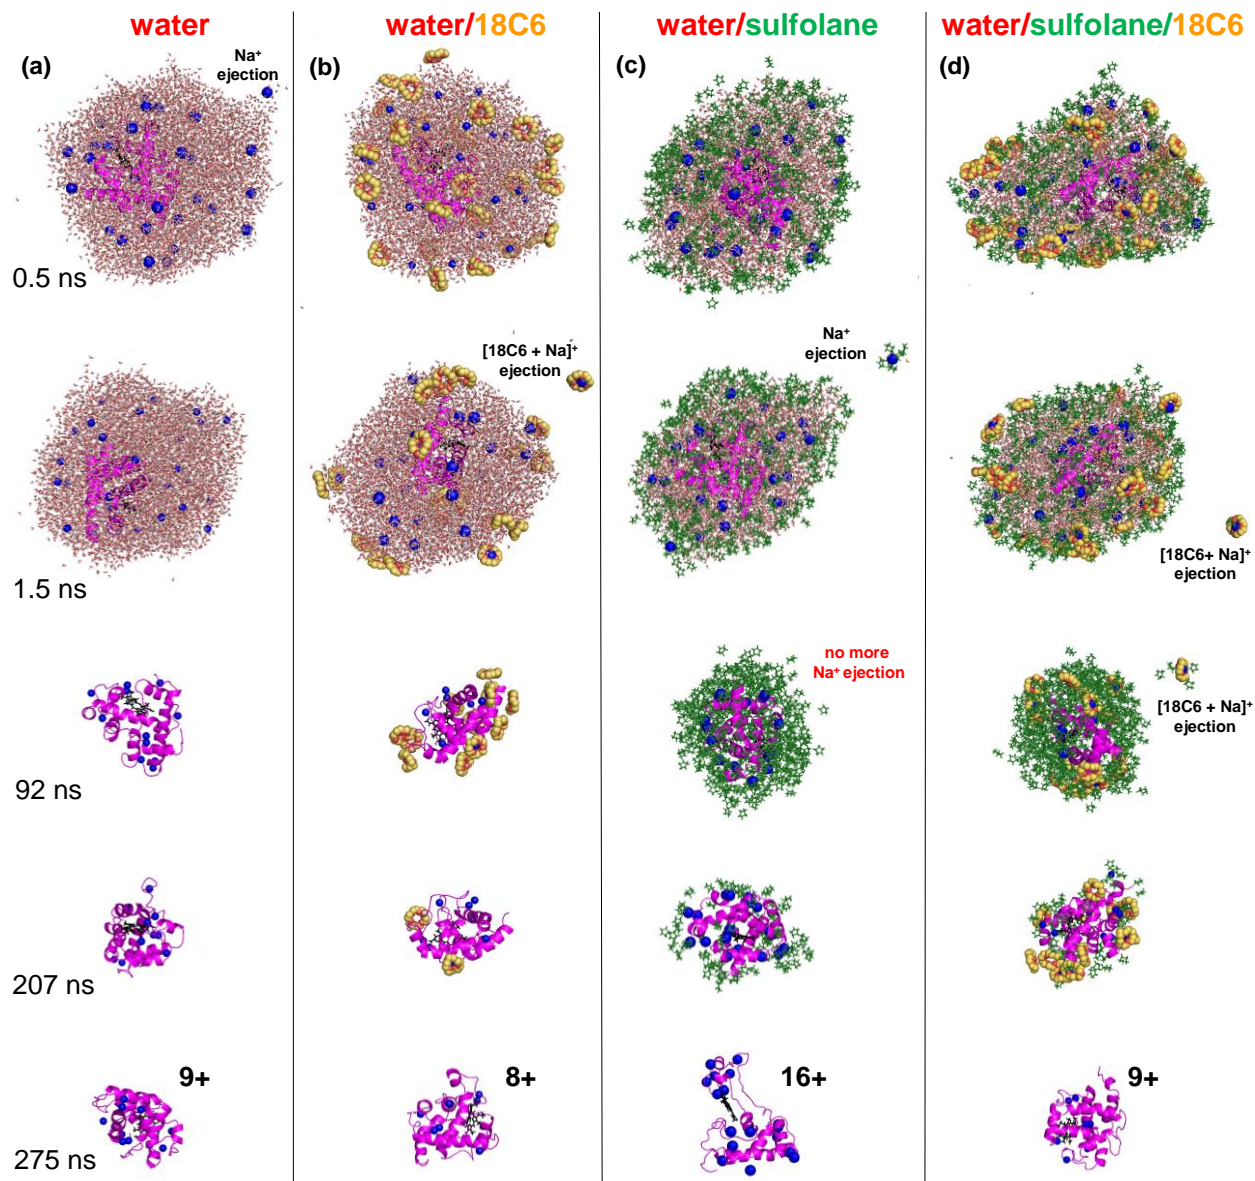 water
water/18C6
water/sulfolane
water/sulfolane/18C6
(a)
Na⁺
ejection
(b)
(c)
(d)
0.5 ns
[18C6 + Na]⁺
ejection
Na⁺
ejection
[18C6+ Na]⁺
ejection
1.5 ns
no more
Na⁺ ejection
[18C6 + Na]⁺
ejection
92 ns
207 ns
9+
8+
16+
9+
275 ns